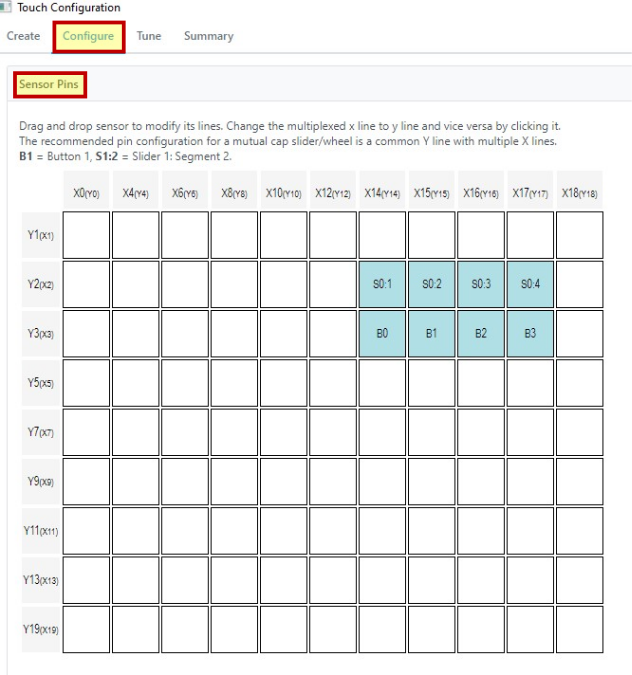 Touch Configuration
Create Configure Tune Summary
Sensor Pins
Drag and drop sensor to modify its lines. Change the multiplexed x line to y line and vice versa by clicking it.
The recommended pin configuration for a mutual cap slider/wheel is a common Y line with multiple X lines.
B1 = Button 1, S1:2 = Slider 1: Segment 2.
X0(Y0) X4(Y4) X6(Y6) X8(Y8) X10(Y10) X12(Y12) X14(Y14) X15(Y15) X16(Y16) X17(Y17) X18(Y18)
Y1(X1)
Y2(X2) S0:1 S0:2 S0:3 S0:4
Y3(X3) B0 B1 B2 B3
Y5(X5)
Y7(X7)
Y9(X9)
Y11(X11)
Y13(X13)
Y19(X19)